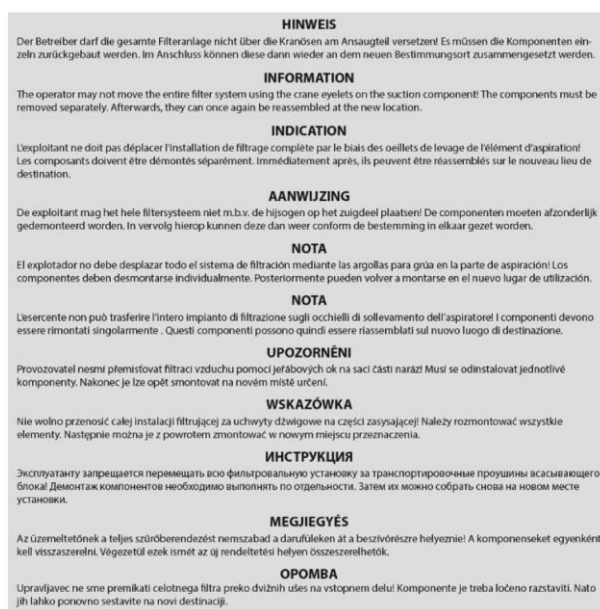 HINWEIS
Der Betreiber darf die gesamte Filteranlage nicht über die Kranösen am Ansaugteil versetzen! Es müssen die Komponenten ein-
zeln zurückgebaut werden. Im Anschluss können diese dann wieder an dem neuen Bestimmungsort zusammengesetzt werden.
INFORMATION
The operator may not move the entire filter system using the crane eyelets on the suction component! The components must be
removed separately. Afterwards, they can once again be reassembled at the new location.
INDICATION
L'exploitant ne doit pas déplacer l'installation de filtrage complète par le biais des oeillets de levage de l'élément d'aspiration!
Les composants doivent être démontés séparément. Immédiatement après, ils peuvent être réassemblés sur le nouveau lieu de
destination.
AANWIJZING
De exploitant mag het hele filtersysteem niet m.b.v. de hijsogen op het zuigdeel plaatsen! De componenten moeten afzonderlijk
gedemonteerd worden. In vervolg hierop kunnen deze dan weer conform de bestemming in elkaar gezet worden.
NOTA
El explotador no debe desplazar todo el sistema de filtración mediante las argollas para grúa en la parte de aspiración! Los
componentes deben desmontarse individualmente. Posteriormente pueden volver a montarse en el nuevo lugar de utilización.
NOTA
L'esercente non può trasferire l'intero impianto di filtrazione sugli occhielli di sollevamento dell'aspiratore! I componenti devono
essere rimontati singolarmente . Questi componenti possono quindi essere riassemblati sul nuovo luogo di destinazione.
UPOZORNĚNI
Provozovatel nesmí přemisťovat filtraci vzduchu pomocí jeřábových ok na sací části naráz! Musí se odinstalovat jednotlivé
komponenty. Nakonec je lze opět smontovat na novém místě určení.
WSKAZÓWKA
Nie wolno przenosić całej instalacji filtrującej za uchwyty dźwigowe na części zasysającej! Należy rozmontować wszystkie
elementy. Następnie można je z powrotem zmontować w nowym miejscu przeznaczenia.
ИНСТРУКЦИЯ
Эксплуатанту запрещается перемещать всю фильтровальную установку за транспортировочные проушины всасывающего
блока! Демонтаж компонентов необходимо выполнять по отдельности. Затем их можно собрать снова на новом месте
установки.
MEGJIEGYÉS
Az üzemeltetőnek a teljes szűrőberendezést nemszabad a darufüleken át a beszívórészre helyeznie! A komponenseket egyenként
kell visszaszerelni. Végezetül ezek ismét az új rendeltetési helyen összeszerelhetők.
OPOMBA
Upravljavec ne sme premikati celotnega filtra preko dvižnih ušes na vstopnem delu! Komponente je treba ločeno razstaviti. Nato
jih lahko ponovno sestavite na novi destinaciji.